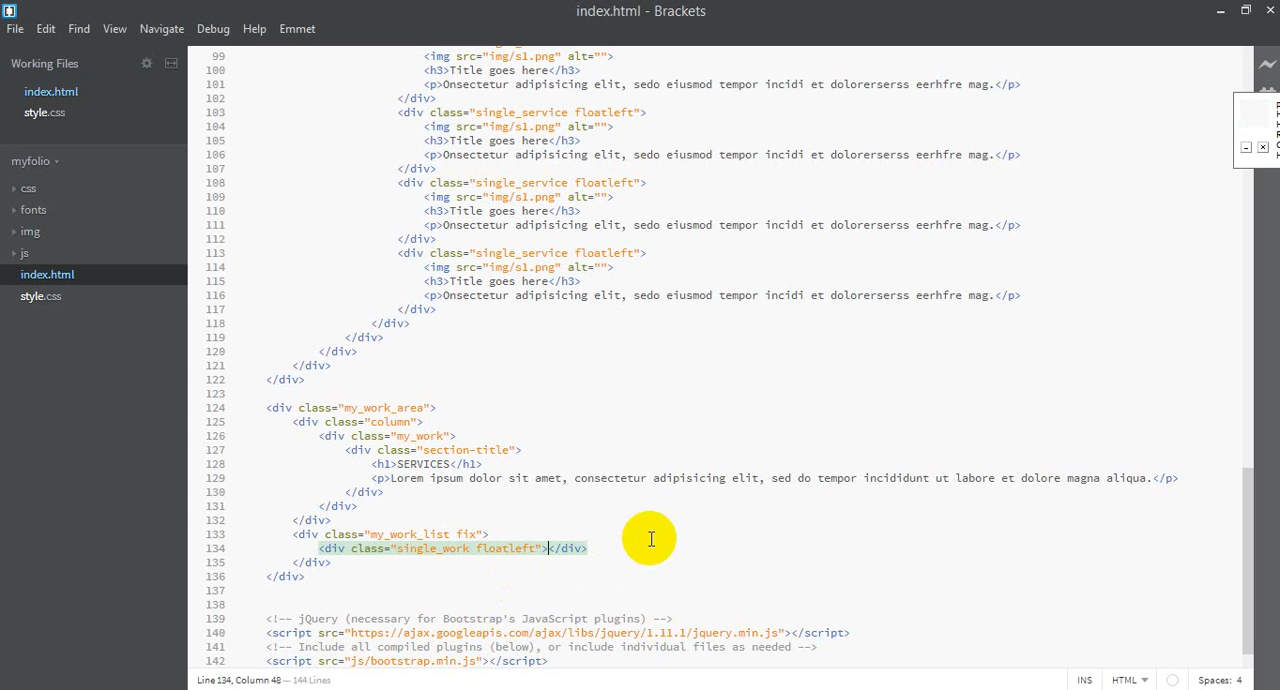 index.html - Brackets
File Edit Find View Navigate Debug Help Emmet
Working Files
index.html
style.css
myfolio
css
fonts
img
js
index.html
style.css
99 <img src="img/s1.png" alt="">
100 <h3>Title goes here</h3>
101 <p>Onsectetur adipisicing elit, sedo eiusmod tempor incidi et dolorerserss eerhfre mag.</p>
102 </div>
103 <div class="single_service floatleft">
104 <img src="img/s1.png" alt="">
105 <h3>Title goes here</h3>
106 <p>Onsectetur adipisicing elit, sedo eiusmod tempor incidi et dolorerserss eerhfre mag.</p>
107 </div>
108 <div class="single_service floatleft">
109 <img src="img/s1.png" alt="">
110 <h3>Title goes here</h3>
111 <p>Onsectetur adipisicing elit, sedo eiusmod tempor incidi et dolorerserss eerhfre mag.</p>
112 </div>
113 <div class="single_service floatleft">
114 <img src="img/s1.png" alt="">
115 <h3>Title goes here</h3>
116 <p>Onsectetur adipisicing elit, sedo eiusmod tempor incidi et dolorerserss eerhfre mag.</p>
117 </div>
118 </div>
119 </div>
120 </div>
121 </div>
122 </div>
123
124 <div class="my_work_area">
125 <div class="column">
126 <div class="my_work">
127 <div class="section-title">
128 <h1>SERVICES</h1>
129 <p>Lorem ipsum dolor sit amet, consectetur adipisicing elit, sed do tempor incididunt ut labore et dolore magna aliqua.</p>
130 </div>
131 </div>
132 </div>
133 <div class="my_work_list fix">
134 <div class="single_work floatleft"></div>
135 </div>
136 </div>
137
138
139 <!-- jQuery (necessary for Bootstrap's JavaScript plugins) -->
140 <script src="https://ajax.googleapis.com/ajax/libs/jquery/1.11.1/jquery.min.js"></script>
141 <!-- Include all compiled plugins (below), or include individual files as needed -->
142 <script src="js/bootstrap.min.js"></script>
Line 134, Column 48 — 144 Lines
INS HTML Spaces: 4